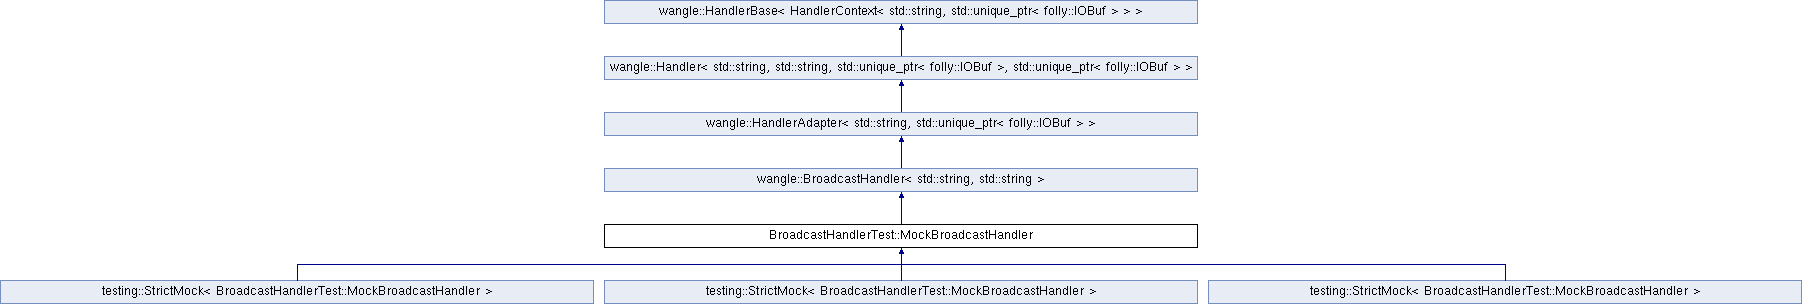 wangle::HandlerBase< HandlerContext< std::string, std::unique_ptr< folly::IOBuf > > >
wangle::Handler< std::string, std::string, std::unique_ptr< folly::IOBuf >, std::unique_ptr< folly::IOBuf > >
wangle::HandlerAdapter< std::string, std::unique_ptr< folly::IOBuf > >
wangle::BroadcastHandler< std::string, std::string >
BroadcastHandlerTest::MockBroadcastHandler
testing::StrictMock< BroadcastHandlerTest::MockBroadcastHandler >
testing::StrictMock< BroadcastHandlerTest::MockBroadcastHandler >
testing::StrictMock< BroadcastHandlerTest::MockBroadcastHandler >